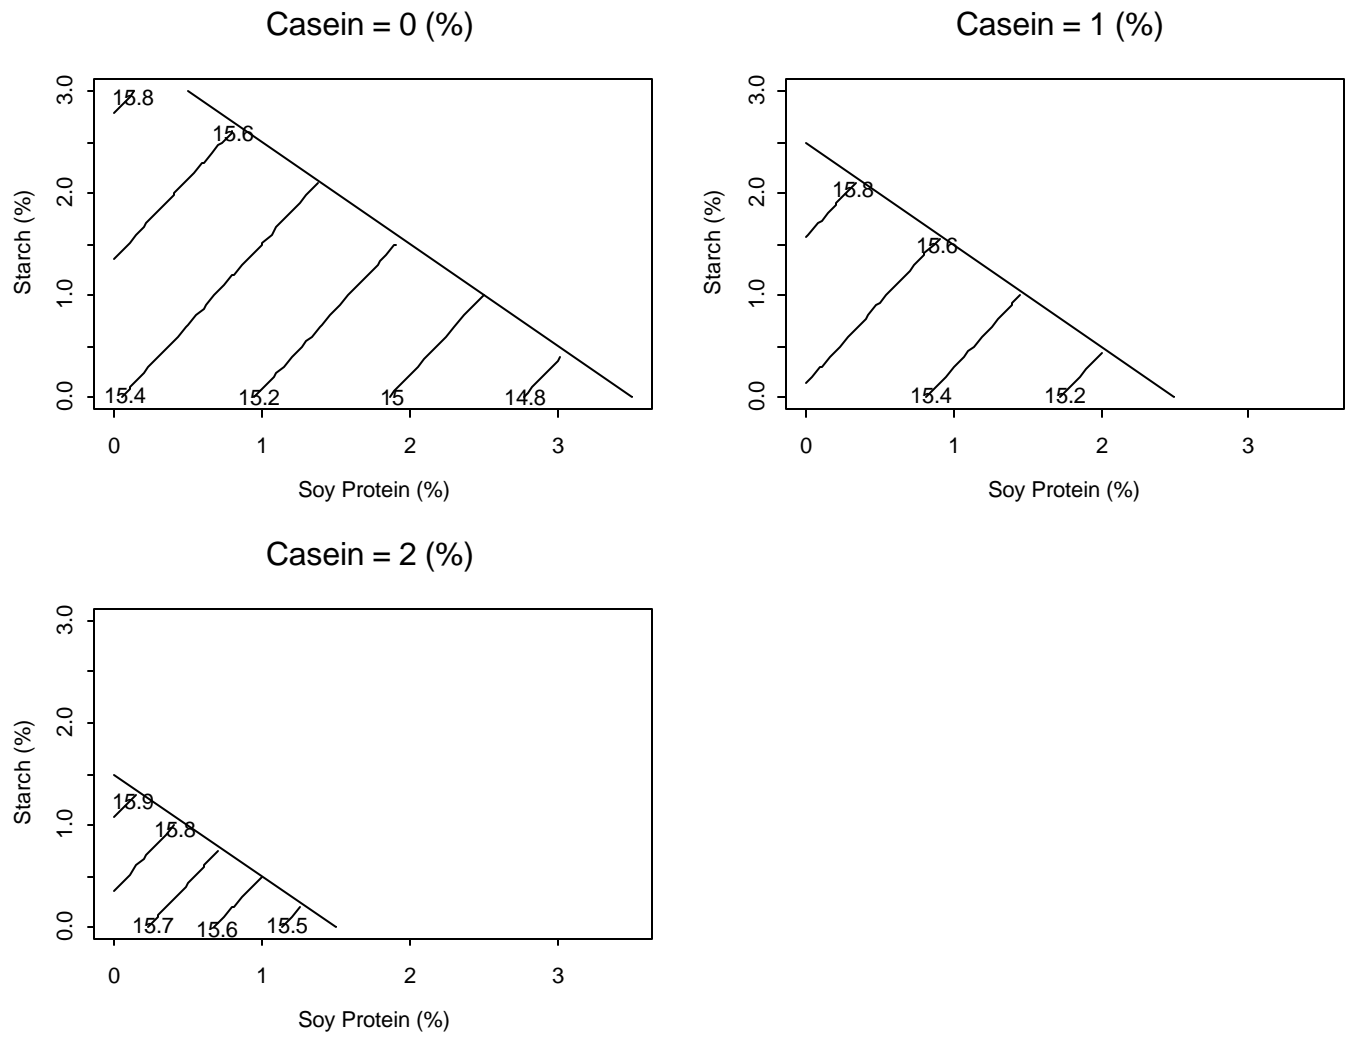 Casein = 0 (%)
Starch (%)
3.0
2.0
1.0
0.0
15.8
15.6
15.4
15.2
15
14.8
0 1 2 3
Soy Protein (%)
Casein = 1 (%)
Starch (%)
3.0
2.0
1.0
0.0
15.8
15.6
15.4
15.2
0 1 2 3
Soy Protein (%)
Casein = 2 (%)
Starch (%)
3.0
2.0
1.0
0.0
15.9
15.8
15.7
15.6
15.5
0 1 2 3
Soy Protein (%)